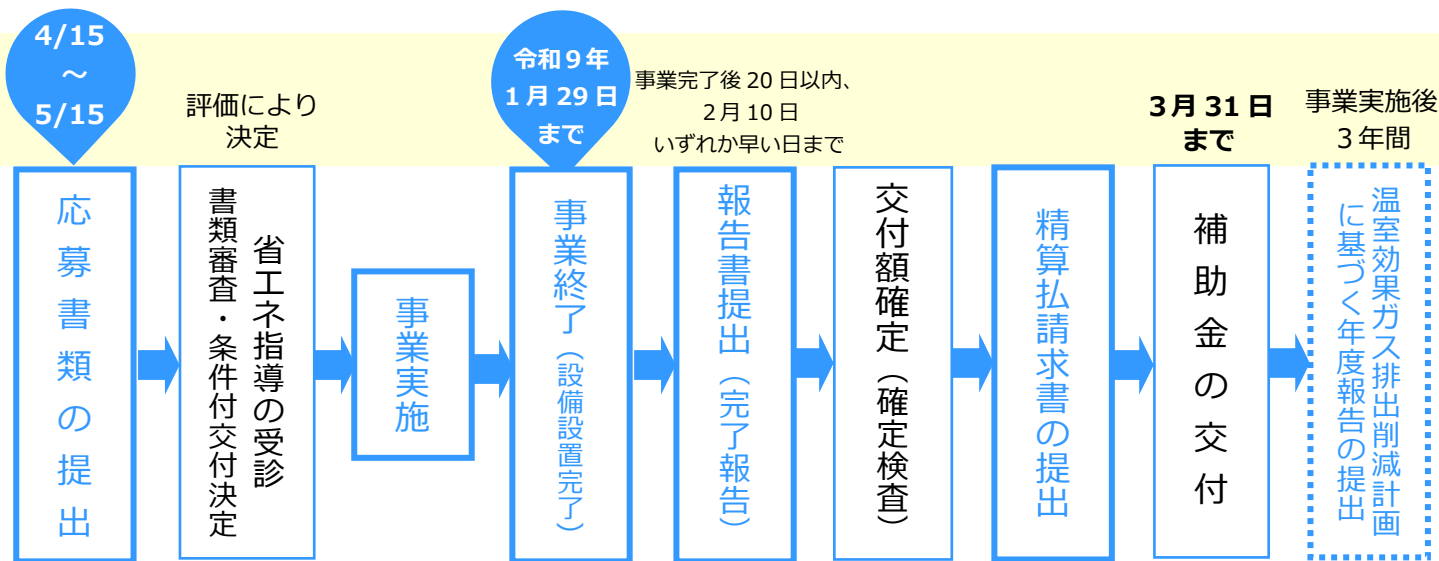 4/15
～
5/15
応募書類の提出
評価により
決定
省エネ指導の受診
書類審査・条件付交付決定
事業実施
令和９年
１月 29 日
まで
事業終了（設備設置完了）
事業完了後 20 日以内、
２月 10 日
いずれか早い日まで
報告書提出（完了報告）
交付額確定（確定検査）
精算払請求書の提出
３月 31 日
まで
補助金の交付
事業実施後
３年間
温室効果ガス排出削減計画
に基づく年度報告の提出